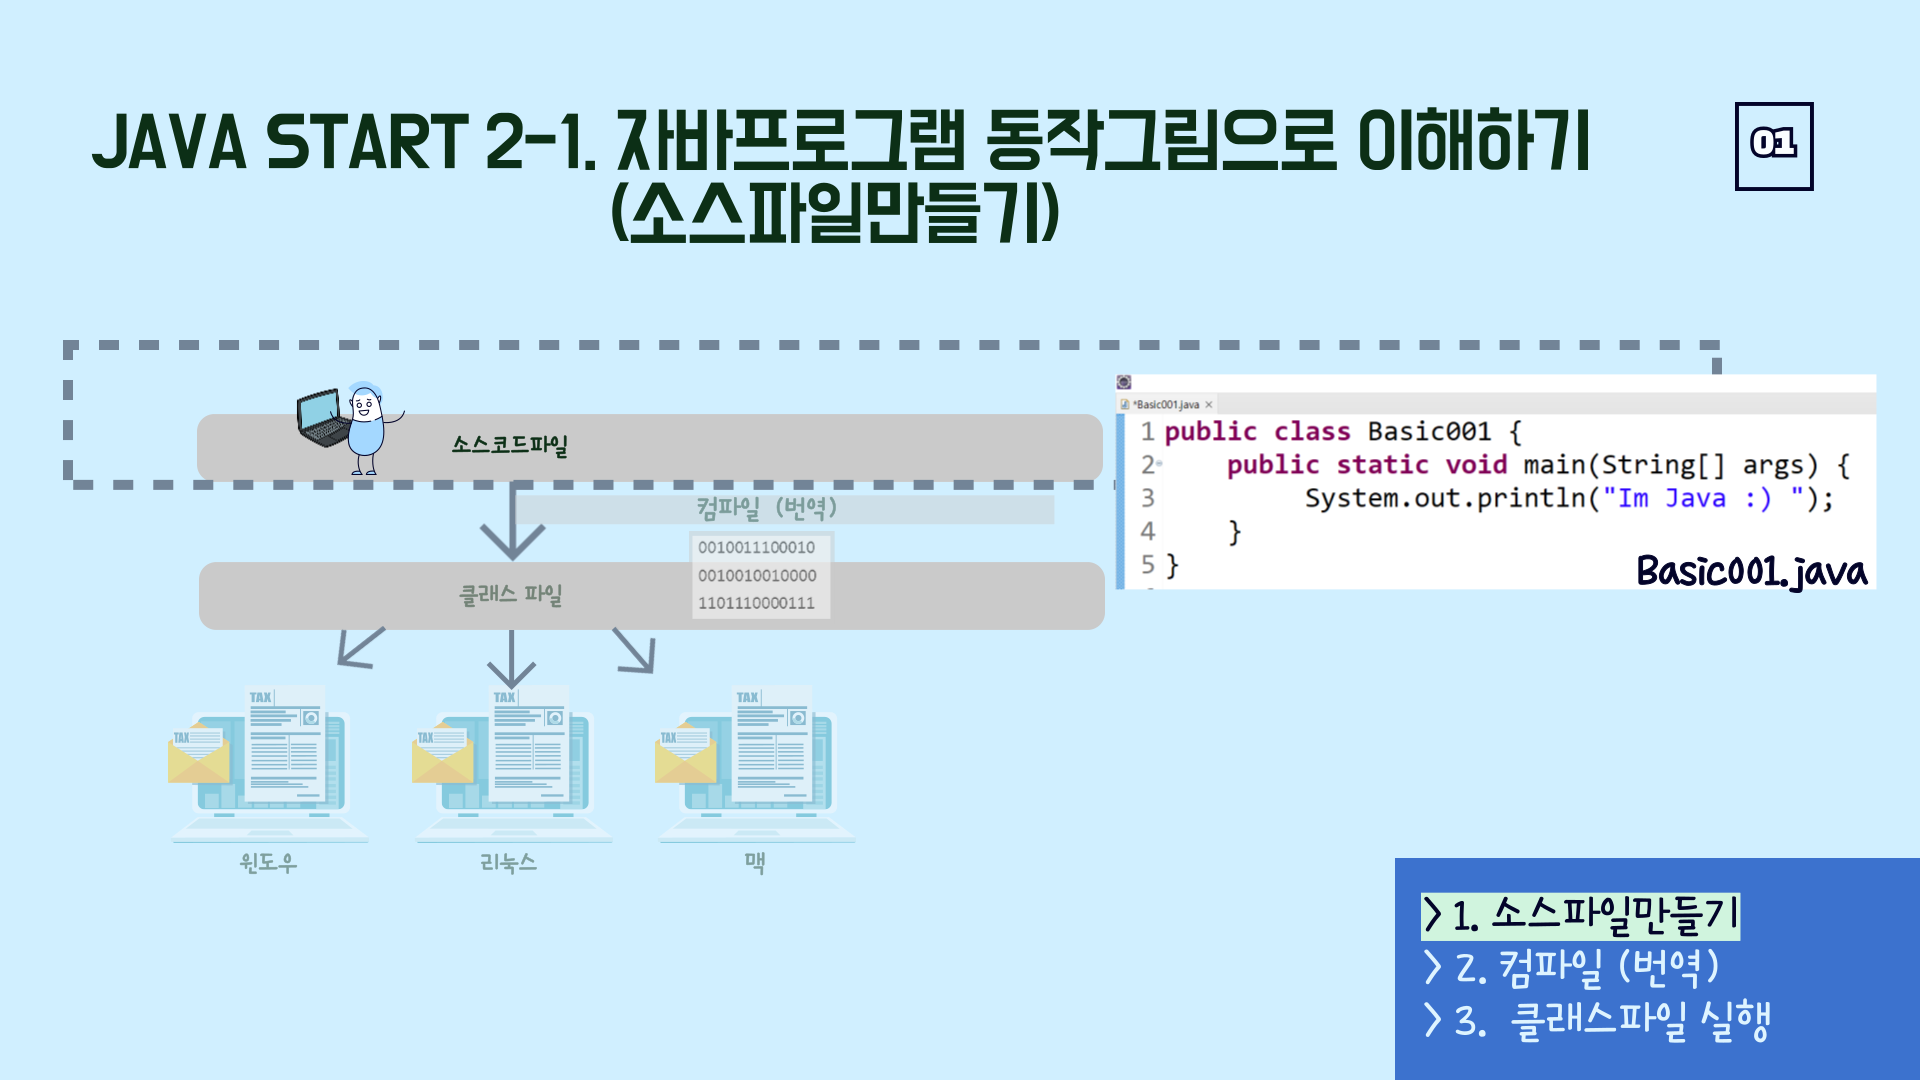 JAVA START 2-1. 자바프로그램 동작그림으로 이해하기
(소스파일만들기)
01
소스코드파일
컴파일 (번역)
0010011100010
0010010010000
1101110000111
클래스 파일
*Basic001.java
1 public class Basic001 {
2 public static void main(String[] args) {
3 System.out.println("Im Java :) ");
4 }
5 }
Basic001.java
TAX
TAX
TAX
TAX
TAX
TAX
윈도우
리눅스
맥
> 1. 소스파일만들기
> 2. 컴파일 (번역)
> 3. 클래스파일 실행